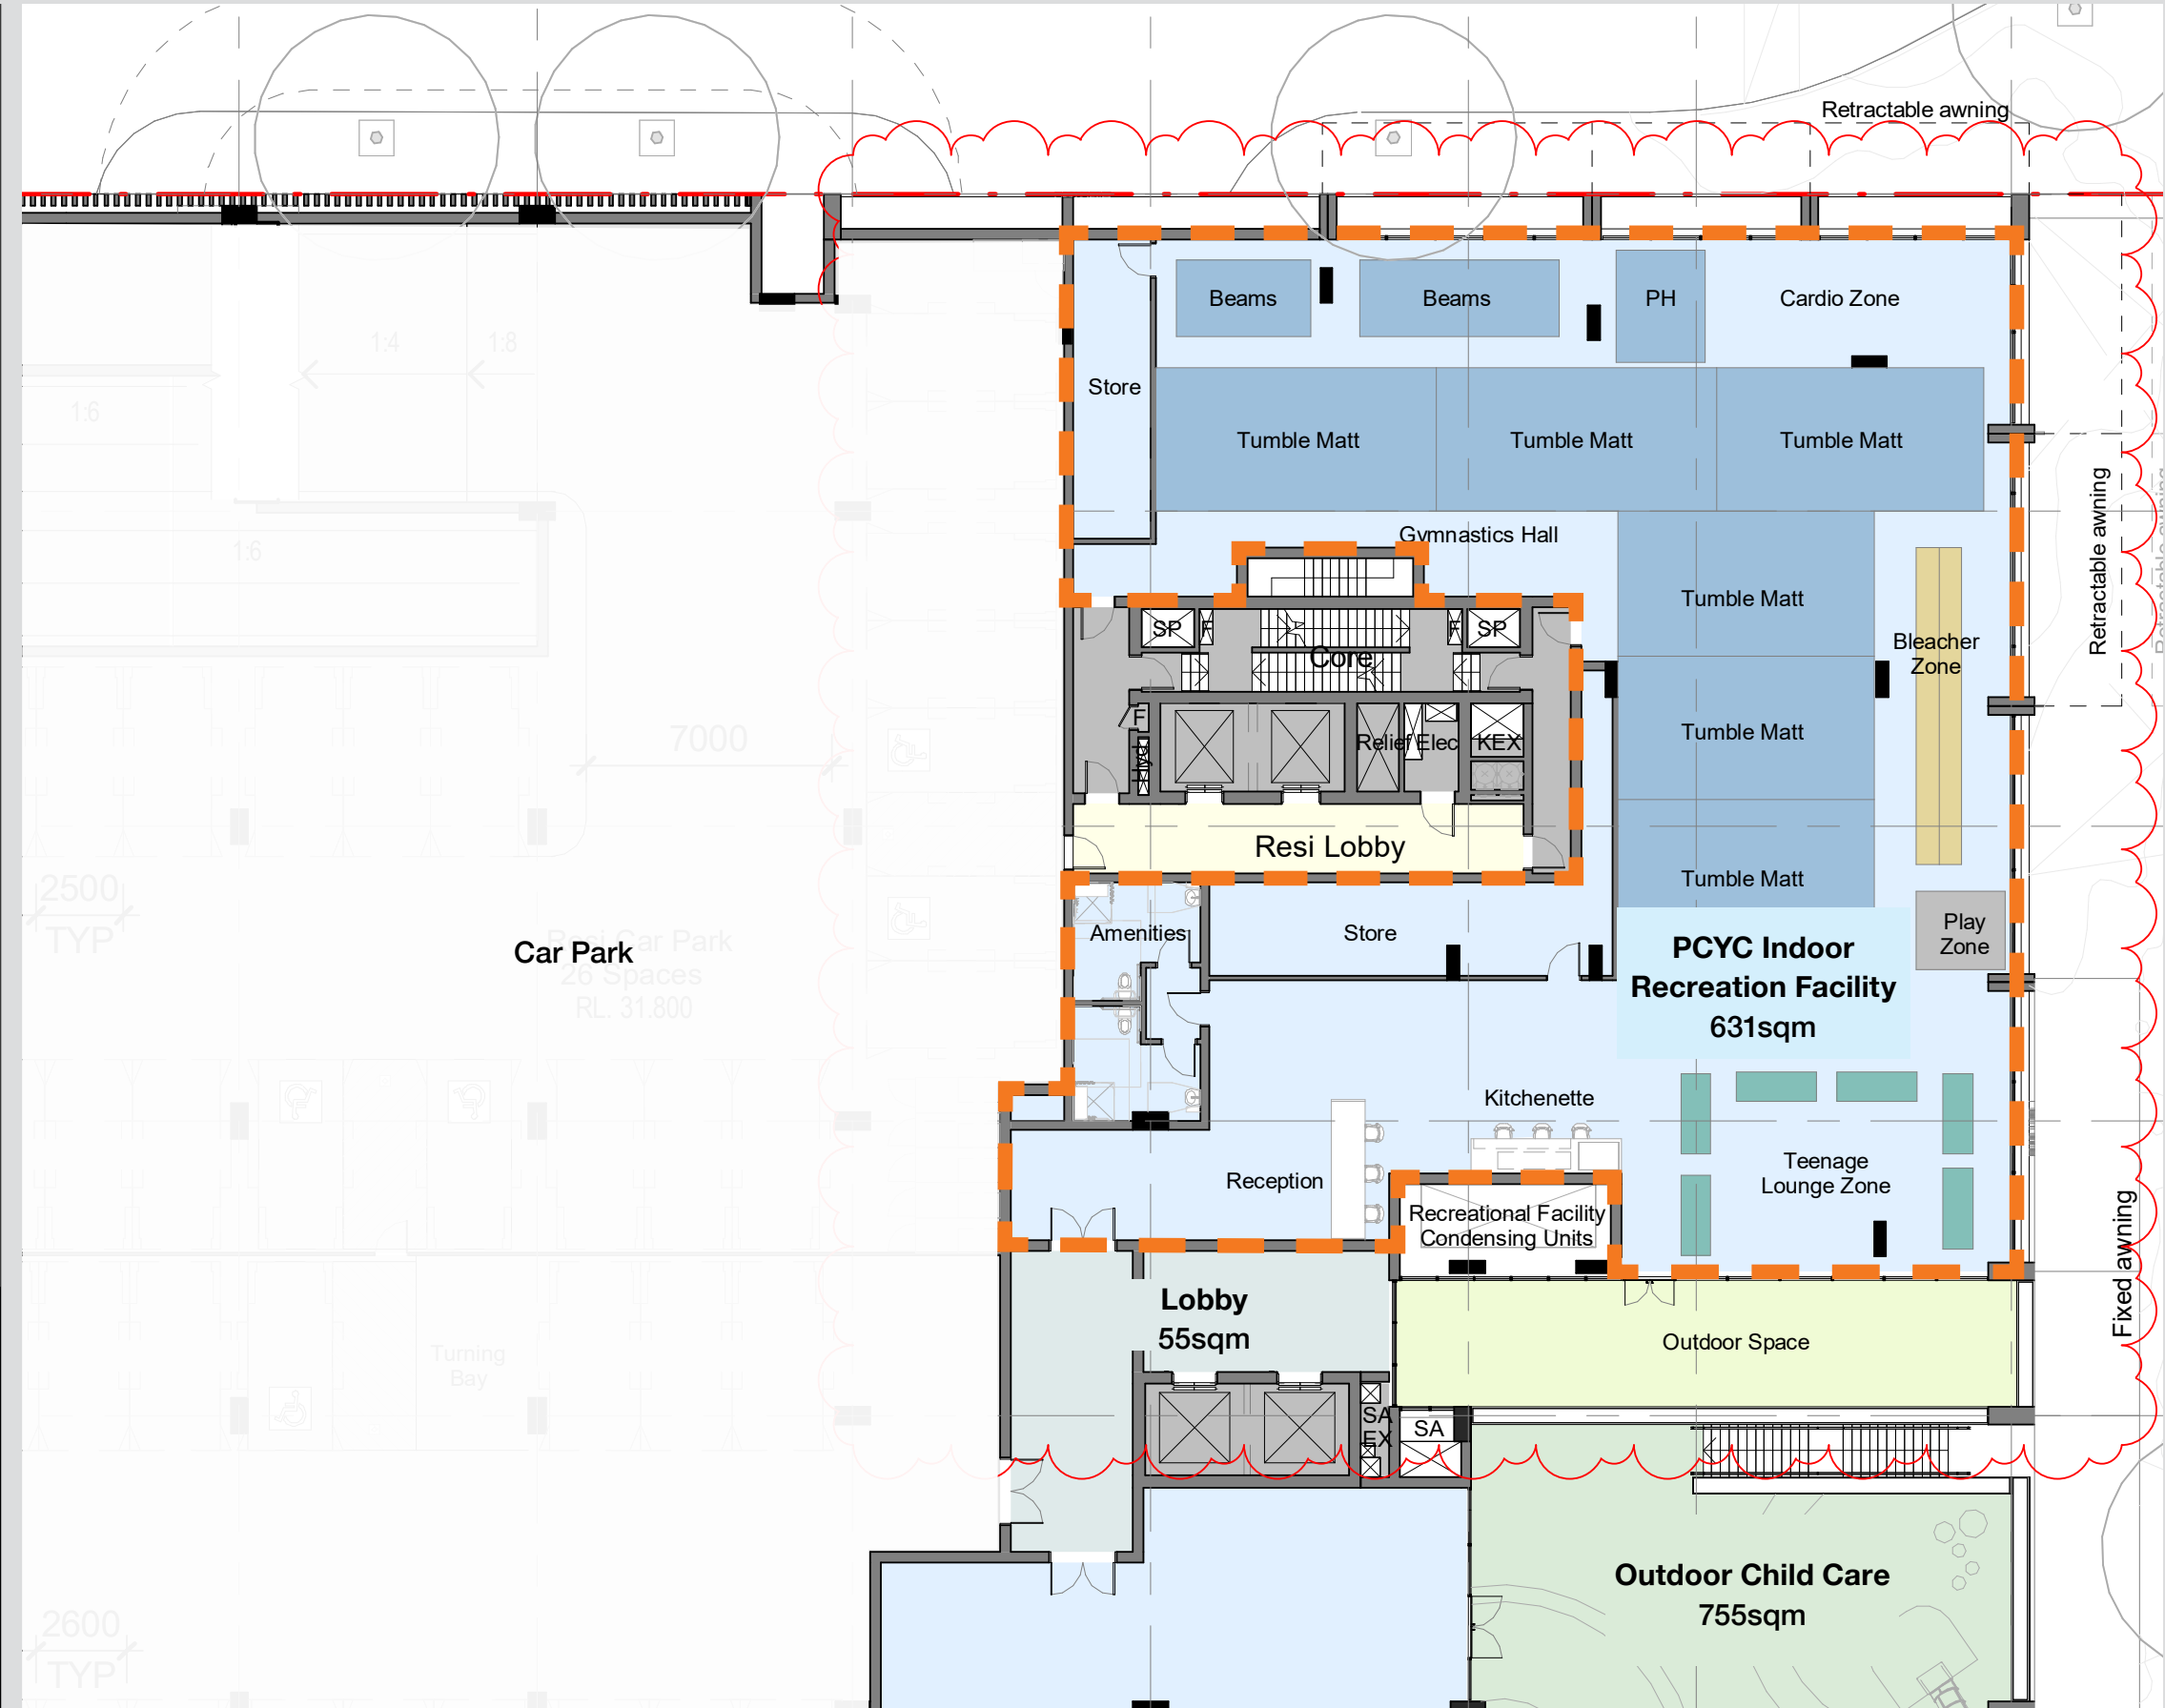 Retractable awning
Beams
Beams
PH
Cardio Zone
1:4
1:8
1:6
Store
Tumble Matt
Tumble Matt
Tumble Matt
Gymnastics Hall
1:6
Retractable awning
Retractable awning
Tumble Matt
SP
F
F
SP
Core
Bleacher
Zone
F
Hyd
Relief
Elec
KEX
7000
Tumble Matt
Resi Lobby
Tumble Matt
2500
TYP
Car Park
Resi Car Park
26 Spaces
RL. 31.800
Amenities
Store
PCYC Indoor
Recreation Facility
631sqm
Play
Zone
Kitchenette
Reception
Teenage
Lounge Zone
Recreational Facility
Condensing Units
Fixed awning
Lobby
55sqm
Outdoor Space
Turning
Bay
SA
EX
SA
Outdoor Child Care
755sqm
2600
TYP